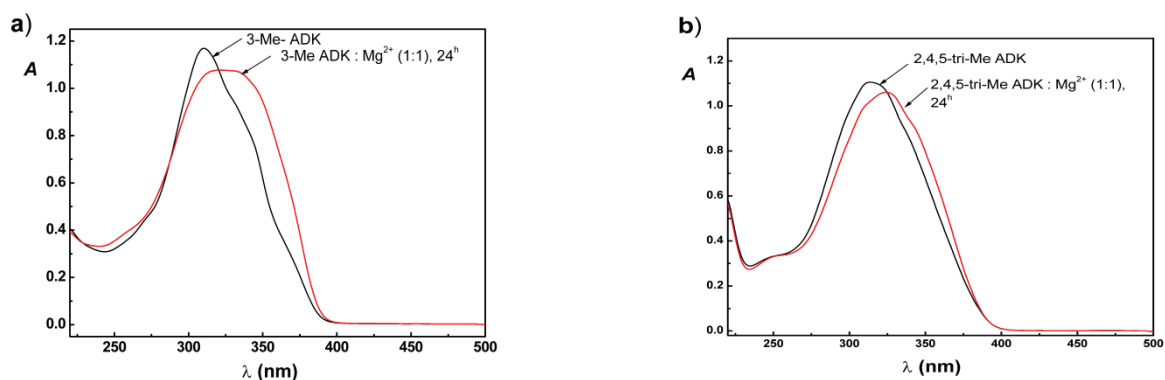 a)
3-Me- ADK
3-Me ADK : Mg²⁺ (1:1), 24ʰ
A
1.2
1.0
0.8
0.6
0.4
0.2
0.0
250 300 350 400 450 500
λ (nm)
b)
2,4,5-tri-Me ADK
2,4,5-tri-Me ADK : Mg²⁺ (1:1),
24ʰ
A
1.2
1.0
0.8
0.6
0.4
0.2
0.0
250 300 350 400 450 500
λ (nm)